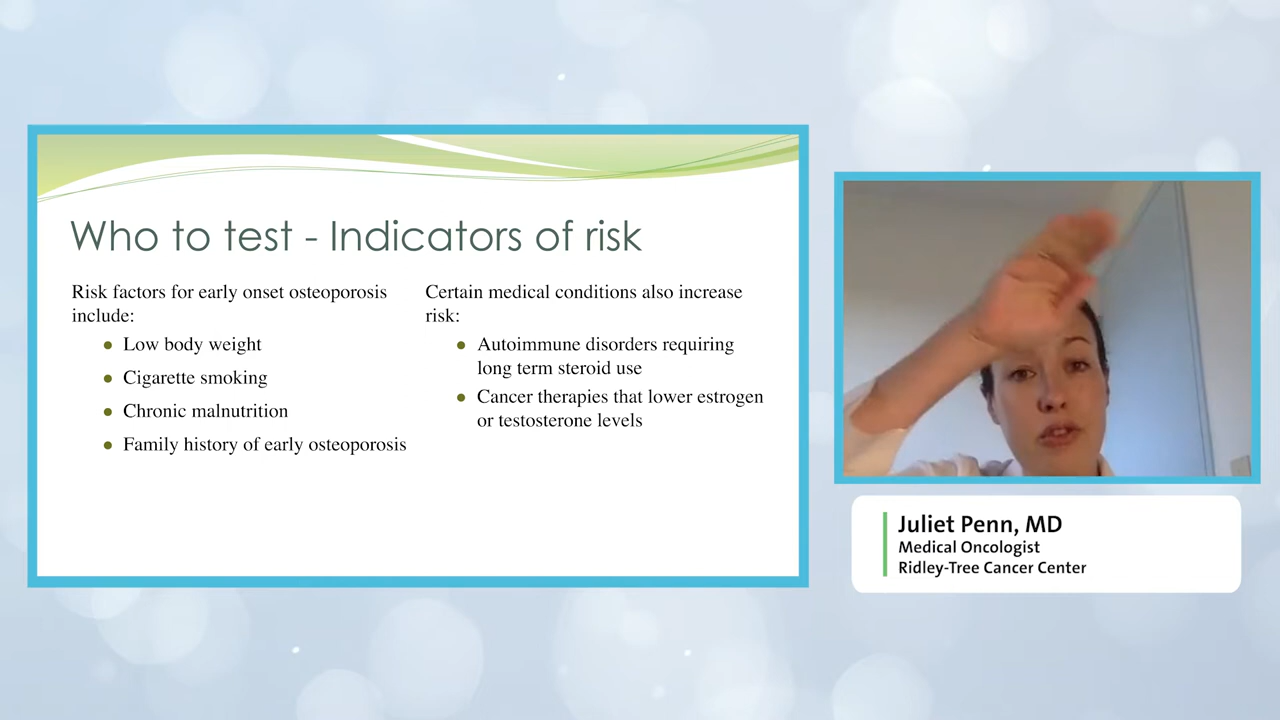 Who to test - Indicators of risk
Risk factors for early onset osteoporosis
include:
● Low body weight
● Cigarette smoking
● Chronic malnutrition
● Family history of early osteoporosis
Certain medical conditions also increase
risk:
● Autoimmune disorders requiring
long term steroid use
● Cancer therapies that lower estrogen
or testosterone levels
Juliet Penn, MD
Medical Oncologist
Ridley-Tree Cancer Center